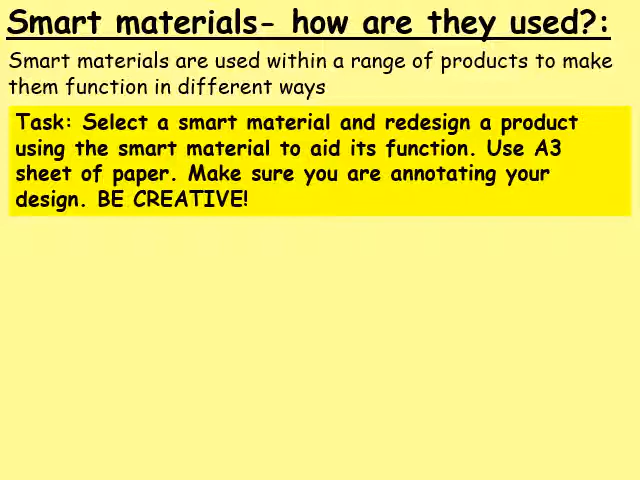 Smart materials- how are they used?:
Smart materials are used within a range of products to make
them function in different ways
Task: Select a smart material and redesign a product
using the smart material to aid its function. Use A3
sheet of paper. Make sure you are annotating your
design. BE CREATIVE!